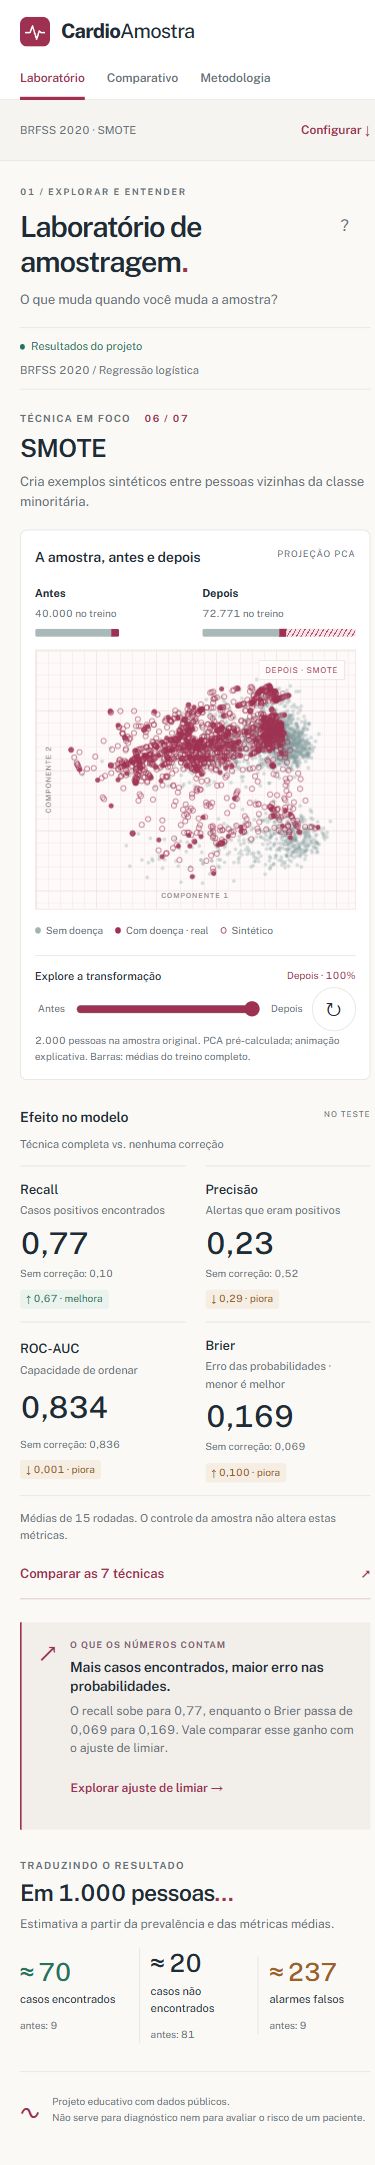 CardioAmostra
Laboratório Comparativo Metodologia
BRFSS 2020 · SMOTE Configurar ↓
01 / EXPLORAR E ENTENDER
Laboratório de
amostragem.
?
O que muda quando você muda a amostra?
Resultados do projeto
BRFSS 2020 / Regressão logística
TÉCNICA EM FOCO 06 / 07
SMOTE
Cria exemplos sintéticos entre pessoas vizinhas da classe
minoritária.
A amostra, antes e depois PROJEÇÃO PCA
Antes Depois
40.000 no treino 72.771 no treino
DEPOIS · SMOTE
COMPONENTE 2
COMPONENTE 1
Sem doença Com doença · real Sintético
Explore a transformação Depois · 100%
Antes Depois ↻
2.000 pessoas na amostra original. PCA pré-calculada; animação
explicativa. Barras: médias do treino completo.
Efeito no modelo NO TESTE
Técnica completa vs. nenhuma correção
Recall
Casos positivos encontrados
0,77
Sem correção: 0,10
↑ 0,67 · melhora
Precisão
Alertas que eram positivos
0,23
Sem correção: 0,52
↓ 0,29 · piora
ROC-AUC
Capacidade de ordenar
0,834
Sem correção: 0,836
↓ 0,001 · piora
Brier
Erro das probabilidades ·
menor é melhor
0,169
Sem correção: 0,069
↑ 0,100 · piora
Médias de 15 rodadas. O controle da amostra não altera estas
métricas.
Comparar as 7 técnicas ↗
↗ O QUE OS NÚMEROS CONTAM
Mais casos encontrados, maior erro nas
probabilidades.
O recall sobe para 0,77, enquanto o Brier passa de
0,069 para 0,169. Vale comparar esse ganho com
o ajuste de limiar.
Explorar ajuste de limiar →
TRADUZINDO O RESULTADO
Em 1.000 pessoas...
Estimativa a partir da prevalência e das métricas médias.
≈ 70
casos encontrados
antes: 9
≈ 20
casos não
encontrados
antes: 81
≈ 237
alarmes falsos
antes: 9
Projeto educativo com dados públicos.
Não serve para diagnóstico nem para avaliar o risco de um paciente.